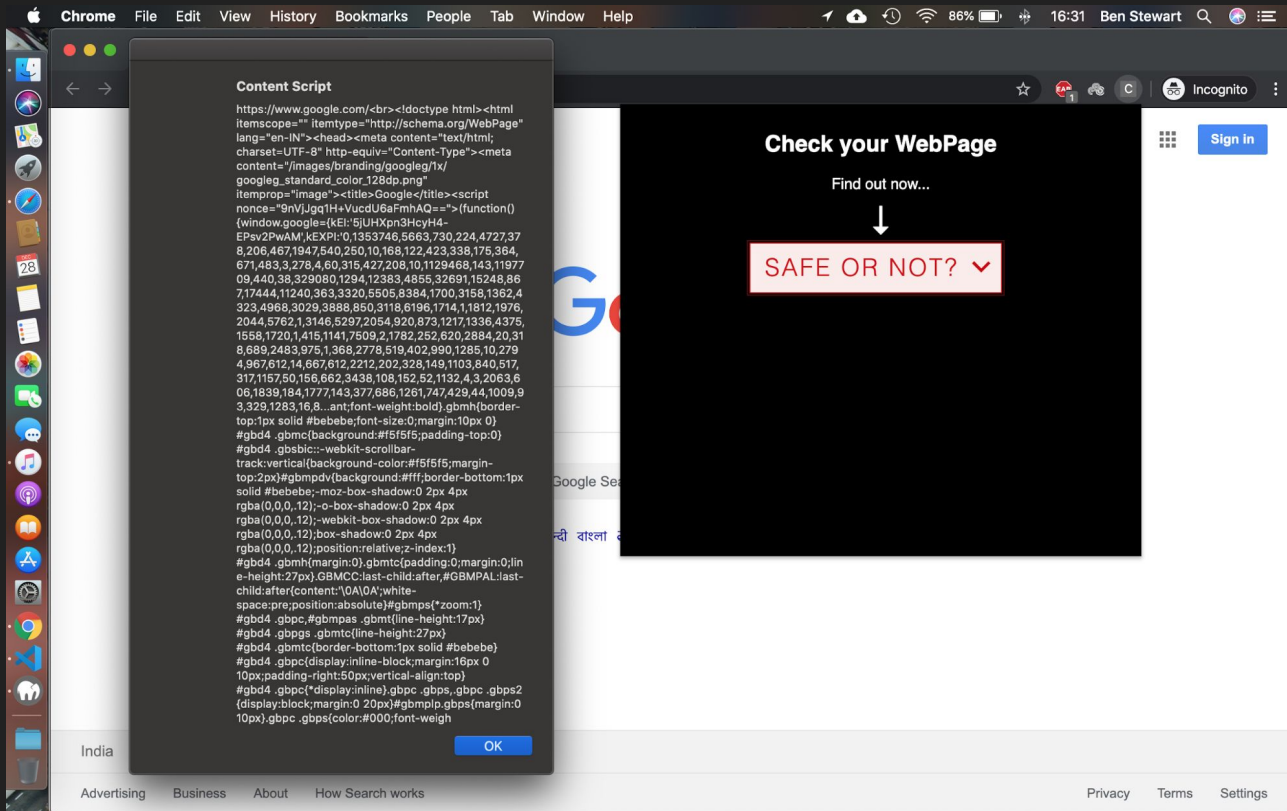 Chrome File Edit View History Bookmarks People Tab Window Help 86% 16:31 Ben Stewart
Incognito
Content Script
https://www.google.com/<br><!doctype html><html
itemscope="" itemtype="http://schema.org/WebPage"
lang="en-IN"><head><meta content="text/html;
charset=UTF-8" http-equiv="Content-Type"><meta
content="/images/branding/googleg/1x/
googleg_standard_color_128dp.png"
itemprop="image"><title>Google</title><script
nonce="9nVjJgq1H+VucdU6aFmhAQ==">(function()
{window.google={kEI:'5jUHXpn3HcyH4-
EPsv2PwAM',kEXPI:'0,1353746,5663,730,224,4727,37
8,206,467,1947,540,250,10,168,122,423,338,175,364,
671,483,3,278,4,60,315,427,208,10,1129468,143,11977
09,440,38,329080,1294,12383,4855,32691,15248,86
7,17444,11240,363,3320,5505,8384,1700,3158,1362,4
323,4968,3029,3888,850,3118,6196,1714,1,1812,1976,
2044,5762,1,3146,5297,2054,920,873,1217,1336,4375,
1558,1720,1,415,1141,7509,2,1782,252,620,2884,20,31
8,689,2483,975,1,368,2778,519,402,990,1285,10,279
4,967,612,14,667,612,2212,202,328,149,1103,840,517,
317,1157,50,156,662,3438,108,152,52,1132,4,3,2063,6
06,1839,184,1777,143,377,686,1261,747,429,44,1009,9
3,329,1283,16,8...ant;font-weight:bold}.gbmh{border-
top:1px solid #bebebe;font-size:0;margin:10px 0}
#gbd4 .gbmc{background:#f5f5f5;padding-top:0}
#gbd4 .gbsbic::-webkit-scrollbar-
track:vertical{background-color:#f5f5f5;margin-
top:2px}#gbmpdv{background:#fff;border-bottom:1px
solid #bebebe;-moz-box-shadow:0 2px 4px
rgba(0,0,0,.12);-o-box-shadow:0 2px 4px
rgba(0,0,0,.12);-webkit-box-shadow:0 2px 4px
rgba(0,0,0,.12);box-shadow:0 2px 4px
rgba(0,0,0,.12);position:relative;z-index:1}
#gbd4 .gbmh{margin:0}.gbmtc{padding:0;margin:0;lin
e-height:27px}.GBMCC:last-child:after,#GBMPAL:last-
child:after{content:'\0A\0A';white-
space:pre;position:absolute}#gbmps{*zoom:1}
#gbd4 .gbpc,#gbmpas .gbmt{line-height:17px}
#gbd4 .gbpgs .gbmtc{line-height:27px}
#gbd4 .gbmtc{border-bottom:1px solid #bebebe}
#gbd4 .gbpc{display:inline-block;margin:16px 0
10px;padding-right:50px;vertical-align:top}
#gbd4 .gbpc{*display:inline}.gbpc .gbps,.gbpc .gbps2
{display:block;margin:0 20px}#gbmplp.gbps{margin:0
10px}.gbpc .gbps{color:#000;font-weigh
OK
Check your WebPage
Find out now...
SAFE OR NOT?
Sign in
Google Sea
বাংলা
28
India
Advertising Business About How Search works Privacy Terms Settings